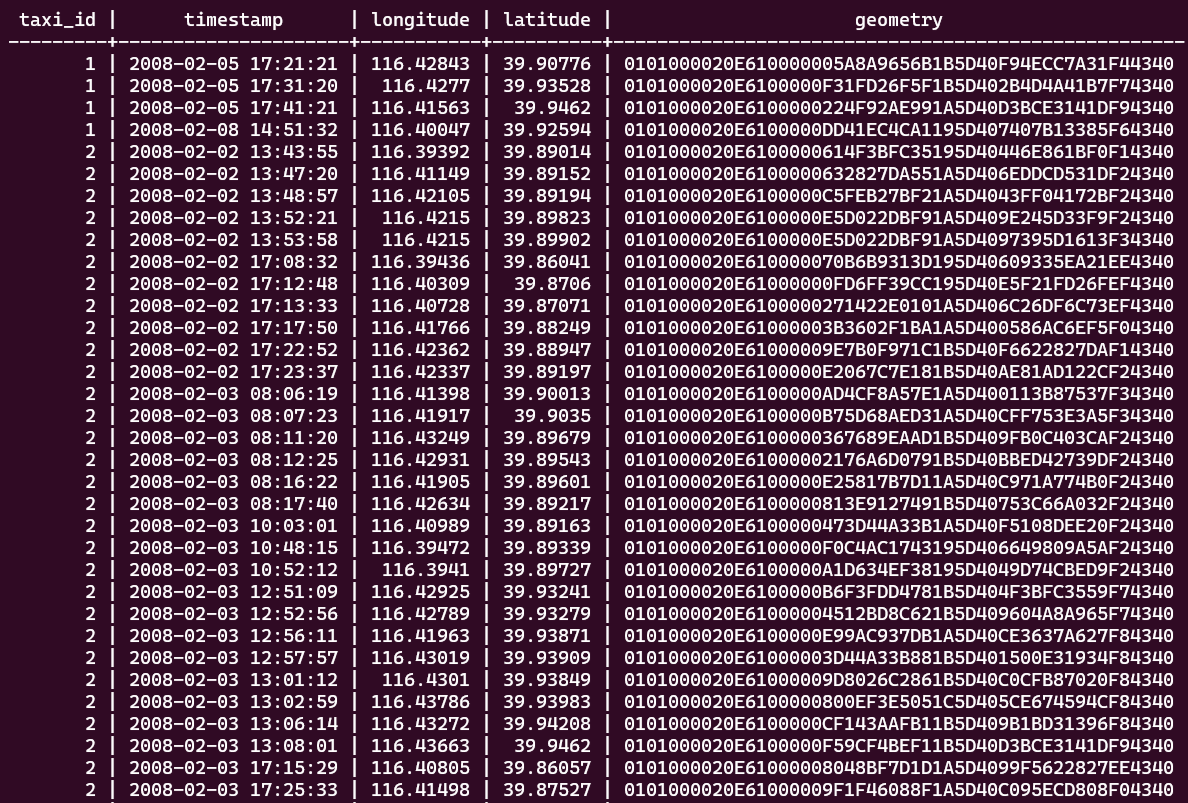 taxi_id | timestamp | longitude | latitude | geometry
---------+---------------------+-----------+----------+----------------------------------------------------
1 | 2008-02-05 17:21:21 | 116.42843 | 39.90776 | 0101000020E610000005A8A9656B1B5D40F94ECC7A31F44340
1 | 2008-02-05 17:31:20 | 116.4277 | 39.93528 | 0101000020E6100000F31FD26F5F1B5D402B4D4A41B7F74340
1 | 2008-02-05 17:41:21 | 116.41563 | 39.9462 | 0101000020E6100000224F92AE991A5D40D3BCE3141DF94340
1 | 2008-02-08 14:51:32 | 116.40047 | 39.92594 | 0101000020E6100000DD41EC4CA1195D407407B13385F64340
2 | 2008-02-02 13:43:55 | 116.39392 | 39.89014 | 0101000020E6100000614F3BFC35195D40446E861BF0F14340
2 | 2008-02-02 13:47:20 | 116.41149 | 39.89152 | 0101000020E6100000632827DA551A5D406EDDCD531DF24340
2 | 2008-02-02 13:48:57 | 116.42105 | 39.89194 | 0101000020E6100000C5FEB27BF21A5D4043FF04172BF24340
2 | 2008-02-02 13:52:21 | 116.4215 | 39.89823 | 0101000020E6100000E5D022DBF91A5D409E245D33F9F24340
2 | 2008-02-02 13:53:58 | 116.4215 | 39.89902 | 0101000020E6100000E5D022DBF91A5D4097395D1613F34340
2 | 2008-02-02 17:08:32 | 116.39436 | 39.86041 | 0101000020E610000070B6B9313D195D40609335EA21EE4340
2 | 2008-02-02 17:12:48 | 116.40309 | 39.8706 | 0101000020E6100000FD6FF39CC195D40E5F21FD26FEF4340
2 | 2008-02-02 17:13:33 | 116.40728 | 39.87071 | 0101000020E6100000271422E0101A5D406C26DF6C73EF4340
2 | 2008-02-02 17:17:50 | 116.41766 | 39.88249 | 0101000020E61000003B3602F1BA1A5D400586AC6EF5F04340
2 | 2008-02-02 17:22:52 | 116.42362 | 39.88947 | 0101000020E61000009E7B0F971C1B5D40F6622827DAF14340
2 | 2008-02-02 17:23:37 | 116.42337 | 39.89197 | 0101000020E6100000E2067C7E181B5D40AE81AD122CF24340
2 | 2008-02-03 08:06:19 | 116.41398 | 39.90013 | 0101000020E6100000AD4CF8A57E1A5D400113B87537F34340
2 | 2008-02-03 08:07:23 | 116.41917 | 39.9035 | 0101000020E6100000B75D68AED31A5D40CFF753E3A5F34340
2 | 2008-02-03 08:11:20 | 116.43249 | 39.89679 | 0101000020E6100000367689EAAD1B5D409FB0C403CAF24340
2 | 2008-02-03 08:12:25 | 116.42931 | 39.89543 | 0101000020E61000002176A6D0791B5D40BBED42739DF24340
2 | 2008-02-03 08:16:22 | 116.41905 | 39.89601 | 0101000020E6100000E25817B7D11A5D40C971A774B0F24340
2 | 2008-02-03 08:17:40 | 116.42634 | 39.89217 | 0101000020E6100000813E9127491B5D40753C66A032F24340
2 | 2008-02-03 10:03:01 | 116.40989 | 39.89163 | 0101000020E6100000473D44A33B1A5D40F5108DEE20F24340
2 | 2008-02-03 10:48:15 | 116.39472 | 39.89339 | 0101000020E6100000F0C4AC1743195D406649809A5AF24340
2 | 2008-02-03 10:52:12 | 116.3941 | 39.89727 | 0101000020E6100000A1D634EF38195D4049D74CBED9F24340
2 | 2008-02-03 12:51:09 | 116.42925 | 39.93241 | 0101000020E6100000B6F3FDD4781B5D404F3BFC3559F74340
2 | 2008-02-03 12:52:56 | 116.42789 | 39.93279 | 0101000020E61000004512BD8C621B5D409604A8A965F74340
2 | 2008-02-03 12:56:11 | 116.41963 | 39.93871 | 0101000020E6100000E99AC937DB1A5D40CE3637A627F84340
2 | 2008-02-03 12:57:57 | 116.43019 | 39.93909 | 0101000020E61000003D44A33B881B5D401500E31934F84340
2 | 2008-02-03 13:01:12 | 116.4301 | 39.93849 | 0101000020E61000009D8026C2861B5D40C0CFB87020F84340
2 | 2008-02-03 13:02:59 | 116.43786 | 39.93983 | 0101000020E6100000800EF3E5051C5D405CE674594CF84340
2 | 2008-02-03 13:06:14 | 116.43272 | 39.94208 | 0101000020E6100000CF143AAFB11B5D409B1BD31396F84340
2 | 2008-02-03 13:08:01 | 116.43663 | 39.9462 | 0101000020E6100000F59CF4BEF11B5D40D3BCE3141DF94340
2 | 2008-02-03 17:15:29 | 116.40805 | 39.86057 | 0101000020E61000008048BF7D1D1A5D4099F5622827EE4340
2 | 2008-02-03 17:25:33 | 116.41498 | 39.87527 | 0101000020E61000009F1F46088F1A5D40C095ECD808F04340